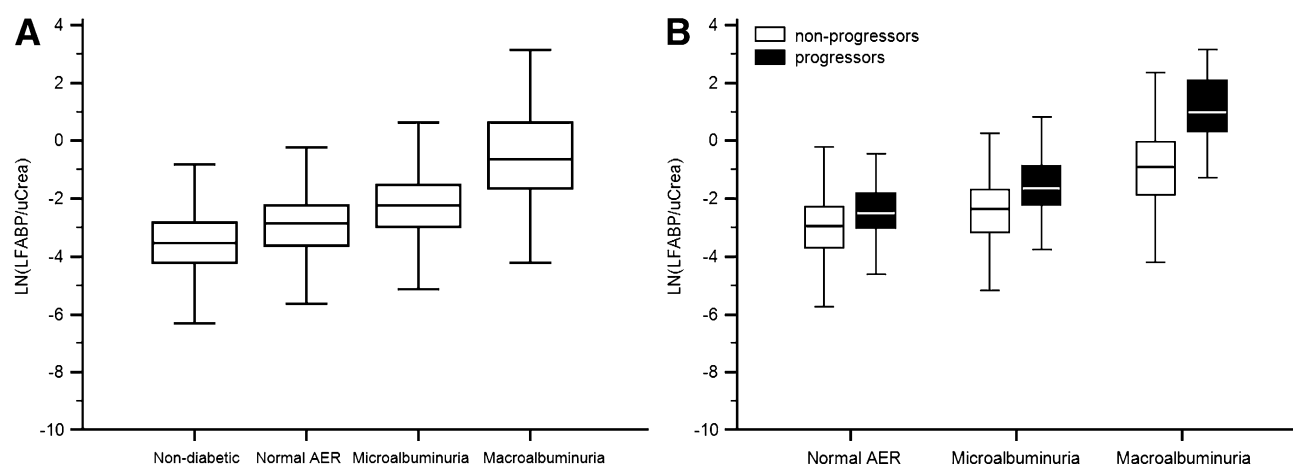 A
4
2
0
-2
-4
-6
-8
-10
LN(LFABP/uCrea)
Non-diabetic Normal AER Microalbuminuria Macroalbuminuria
B
non-progressors
progressors
4
2
0
-2
-4
-6
-8
-10
LN(LFABP/uCrea)
Normal AER Microalbuminuria Macroalbuminuria